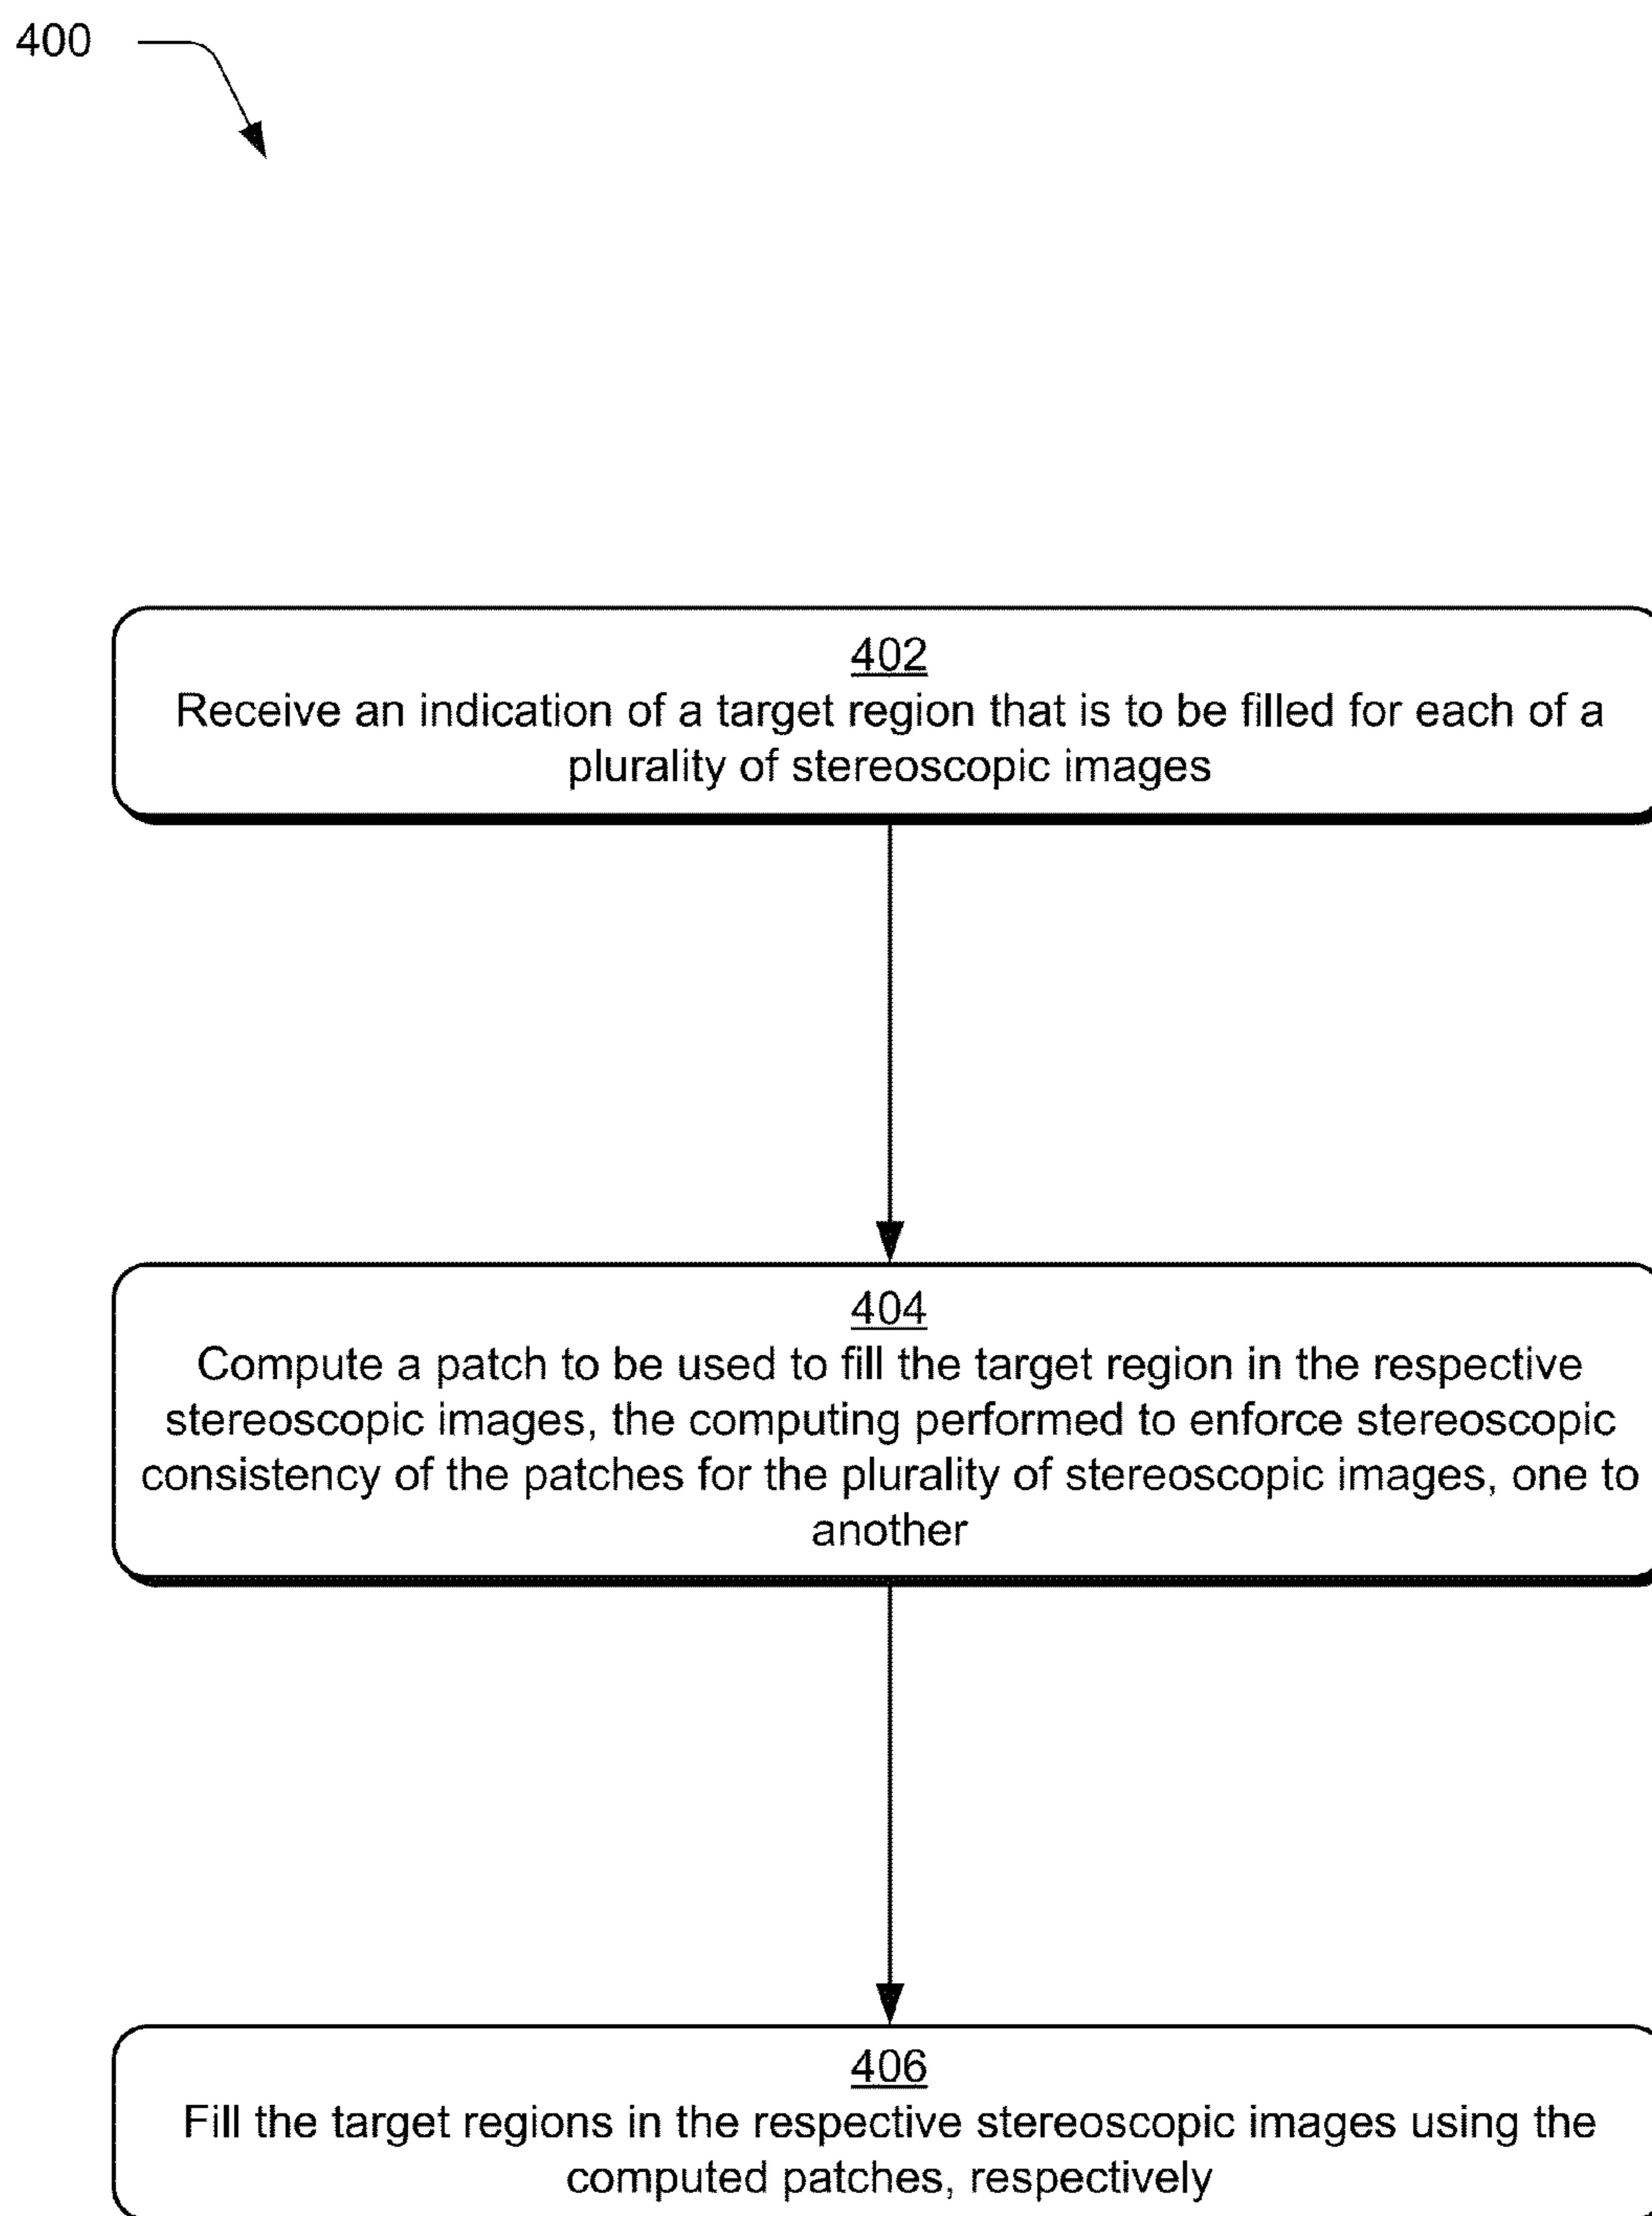 400
402
Receive an indication of a target region that is to be filled for each of a
plurality of stereoscopic images
404
Compute a patch to be used to fill the target region in the respective
stereoscopic images, the computing performed to enforce stereoscopic
consistency of the patches for the plurality of stereoscopic images, one to
another
406
Fill the target regions in the respective stereoscopic images using the
computed patches, respectively